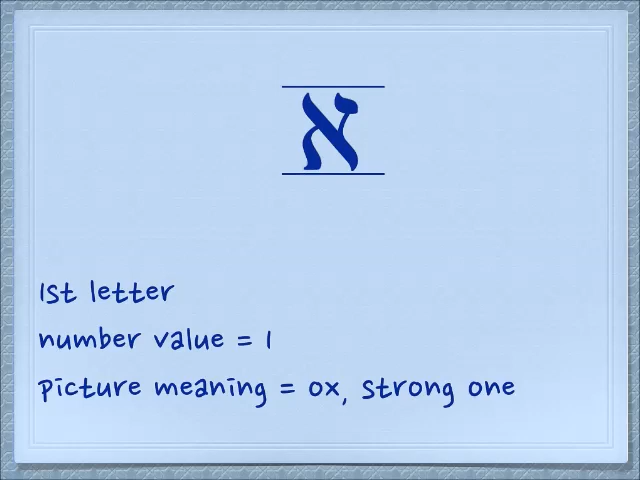 א
1st letter
number value = 1
picture meaning = ox, strong one